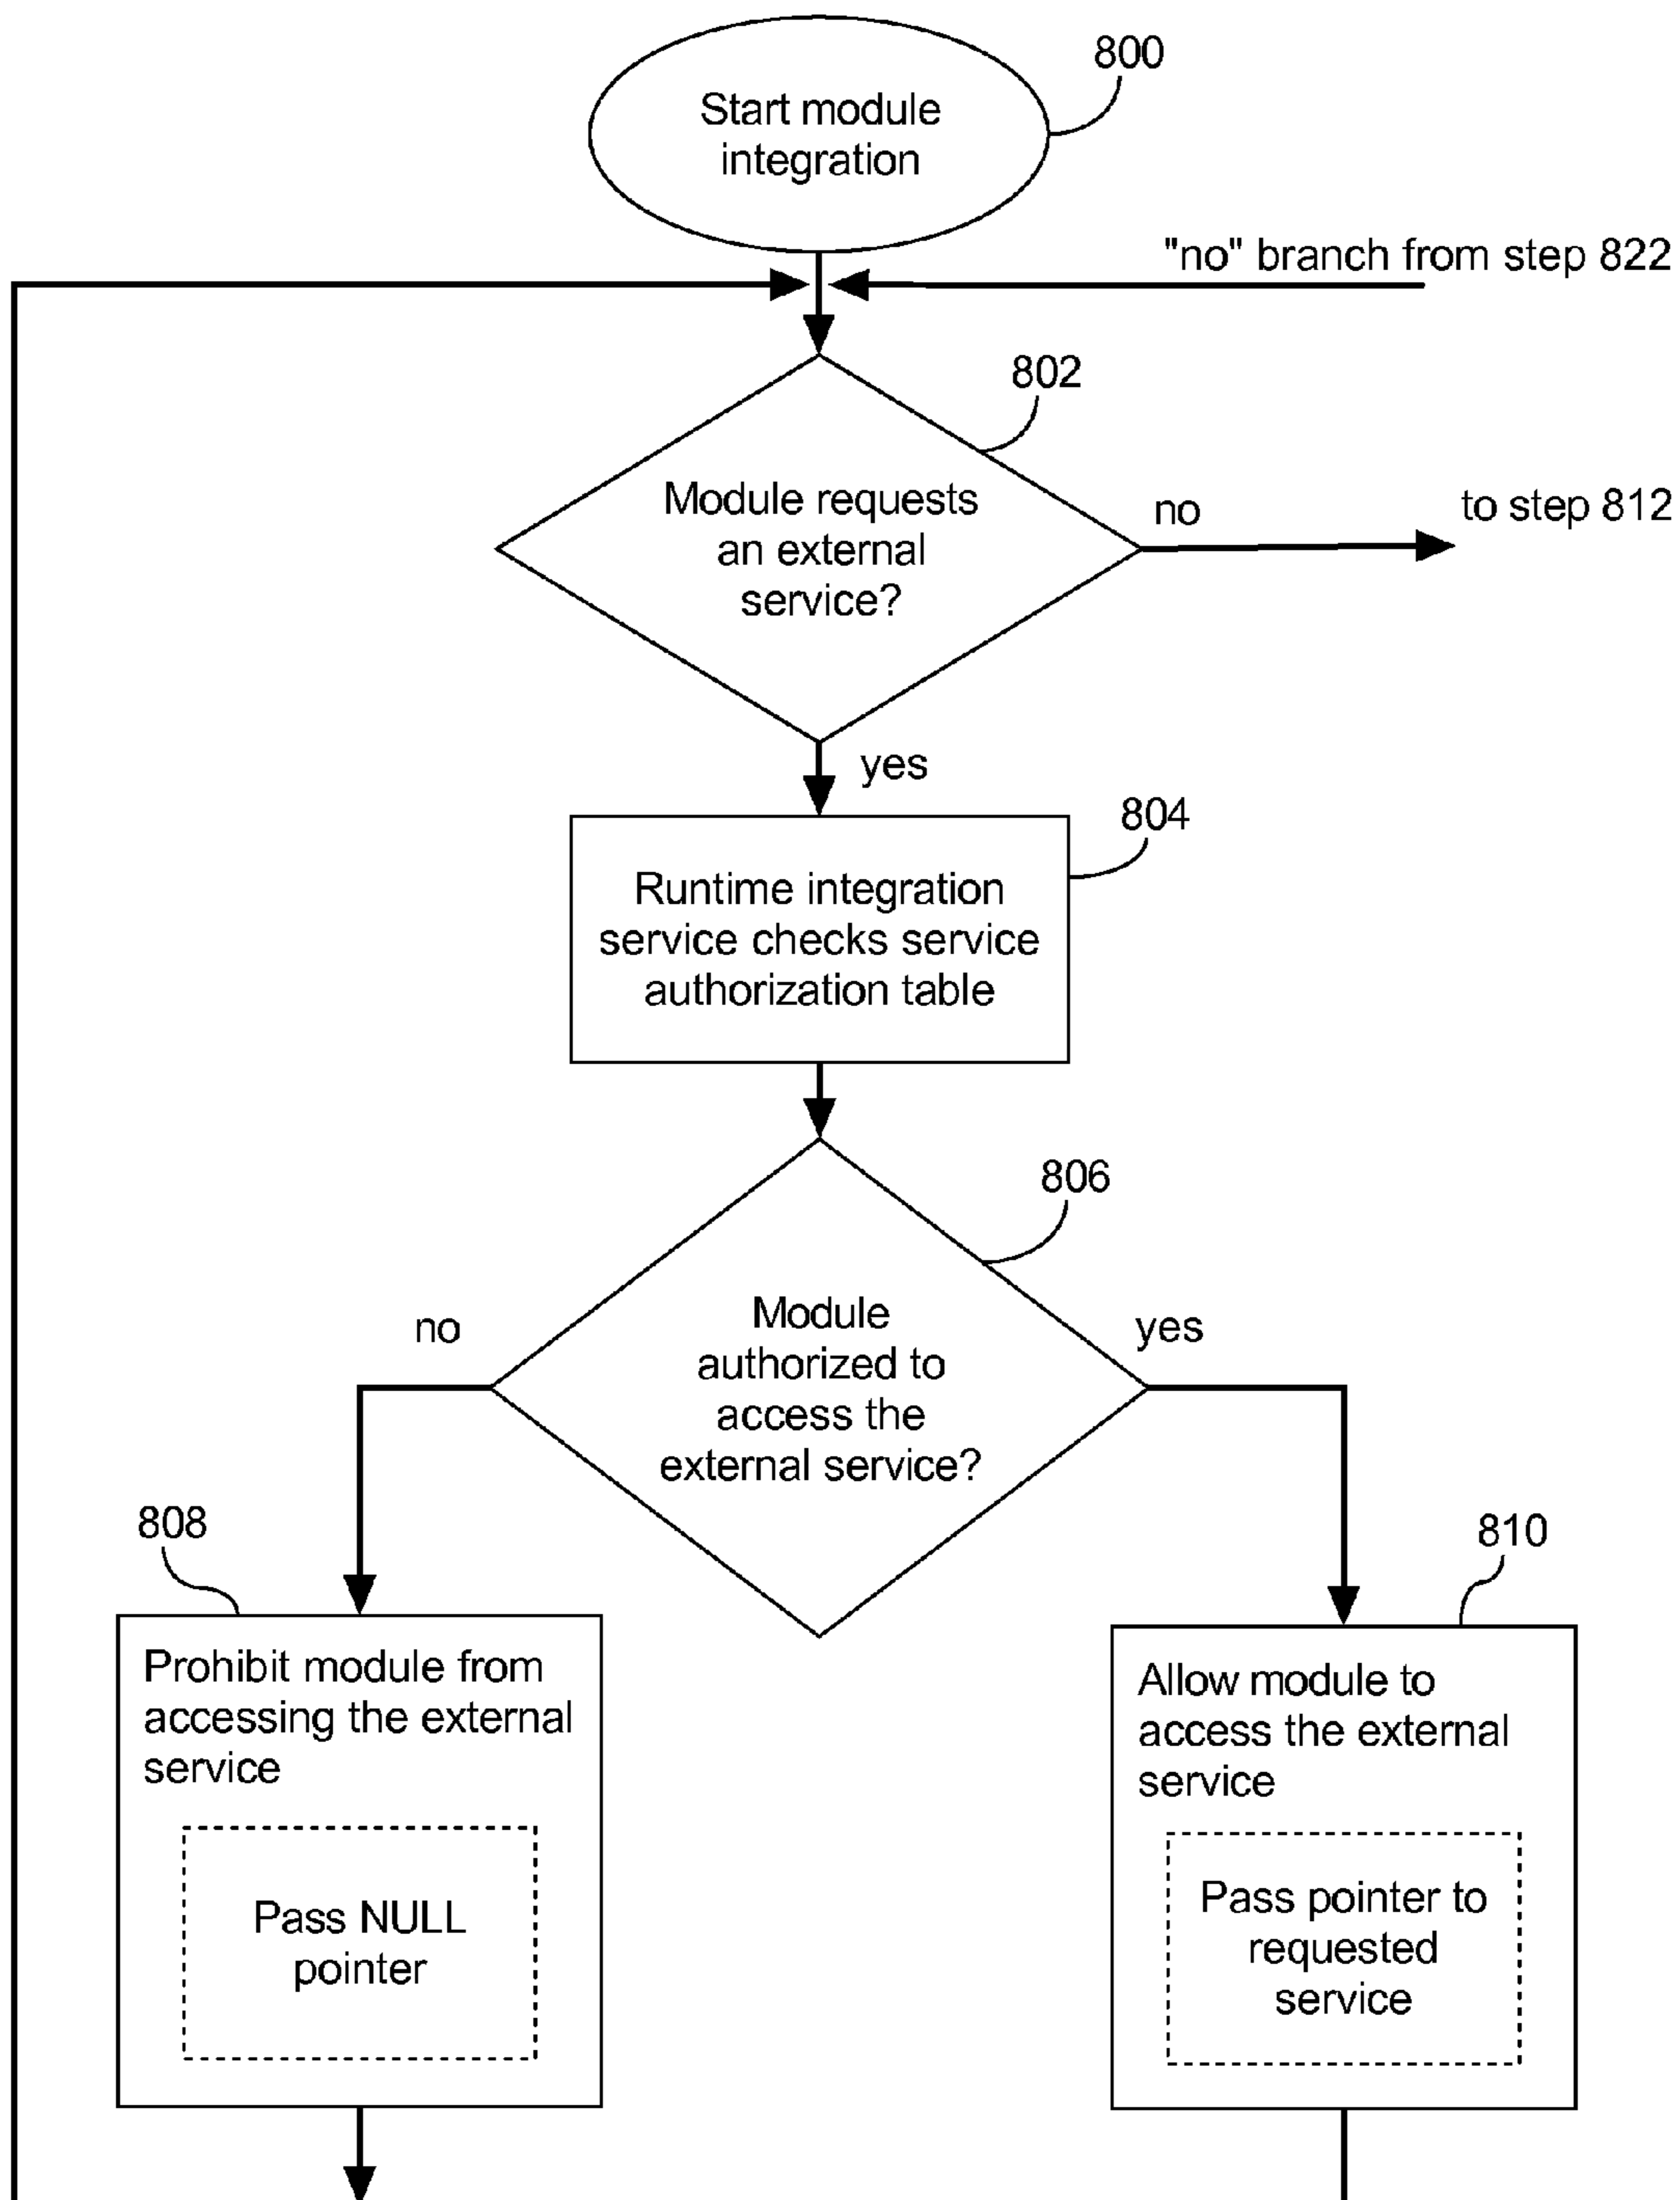 800
Start module
integration
"no" branch from step 822
802
Module requests
an external
service?
no
to step 812
yes
804
Runtime integration
service checks service
authorization table
806
Module
authorized to
access the
external service?
no
yes
808
Prohibit module from
accessing the external
service
Pass NULL
pointer
810
Allow module to
access the external
service
Pass pointer to
requested
service